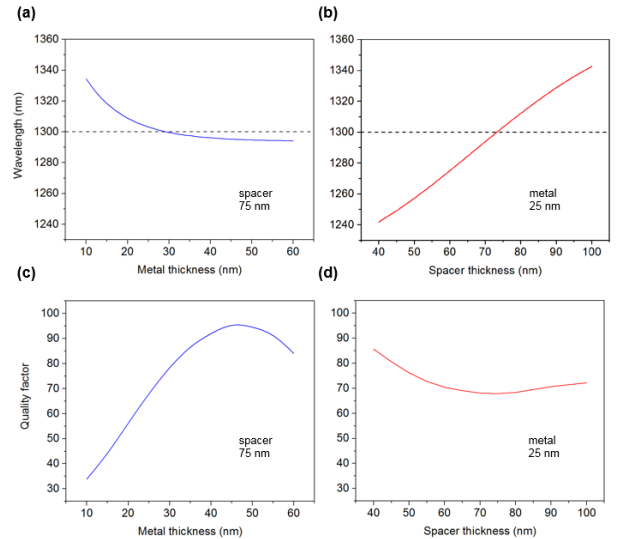 (a)
1360
1340
1320
1300
1280
1260
1240
Wavelength (nm)
10 20 30 40 50 60
Metal thickness (nm)
spacer
75 nm
(b)
1360
1340
1320
1300
1280
1260
1240
40 50 60 70 80 90 100
Spacer thickness (nm)
metal
25 nm
(c)
100
90
80
70
60
50
40
30
Quality factor
10 20 30 40 50 60
Metal thickness (nm)
spacer
75 nm
(d)
100
90
80
70
60
50
40
30
40 50 60 70 80 90 100
Spacer thickness (nm)
metal
25 nm